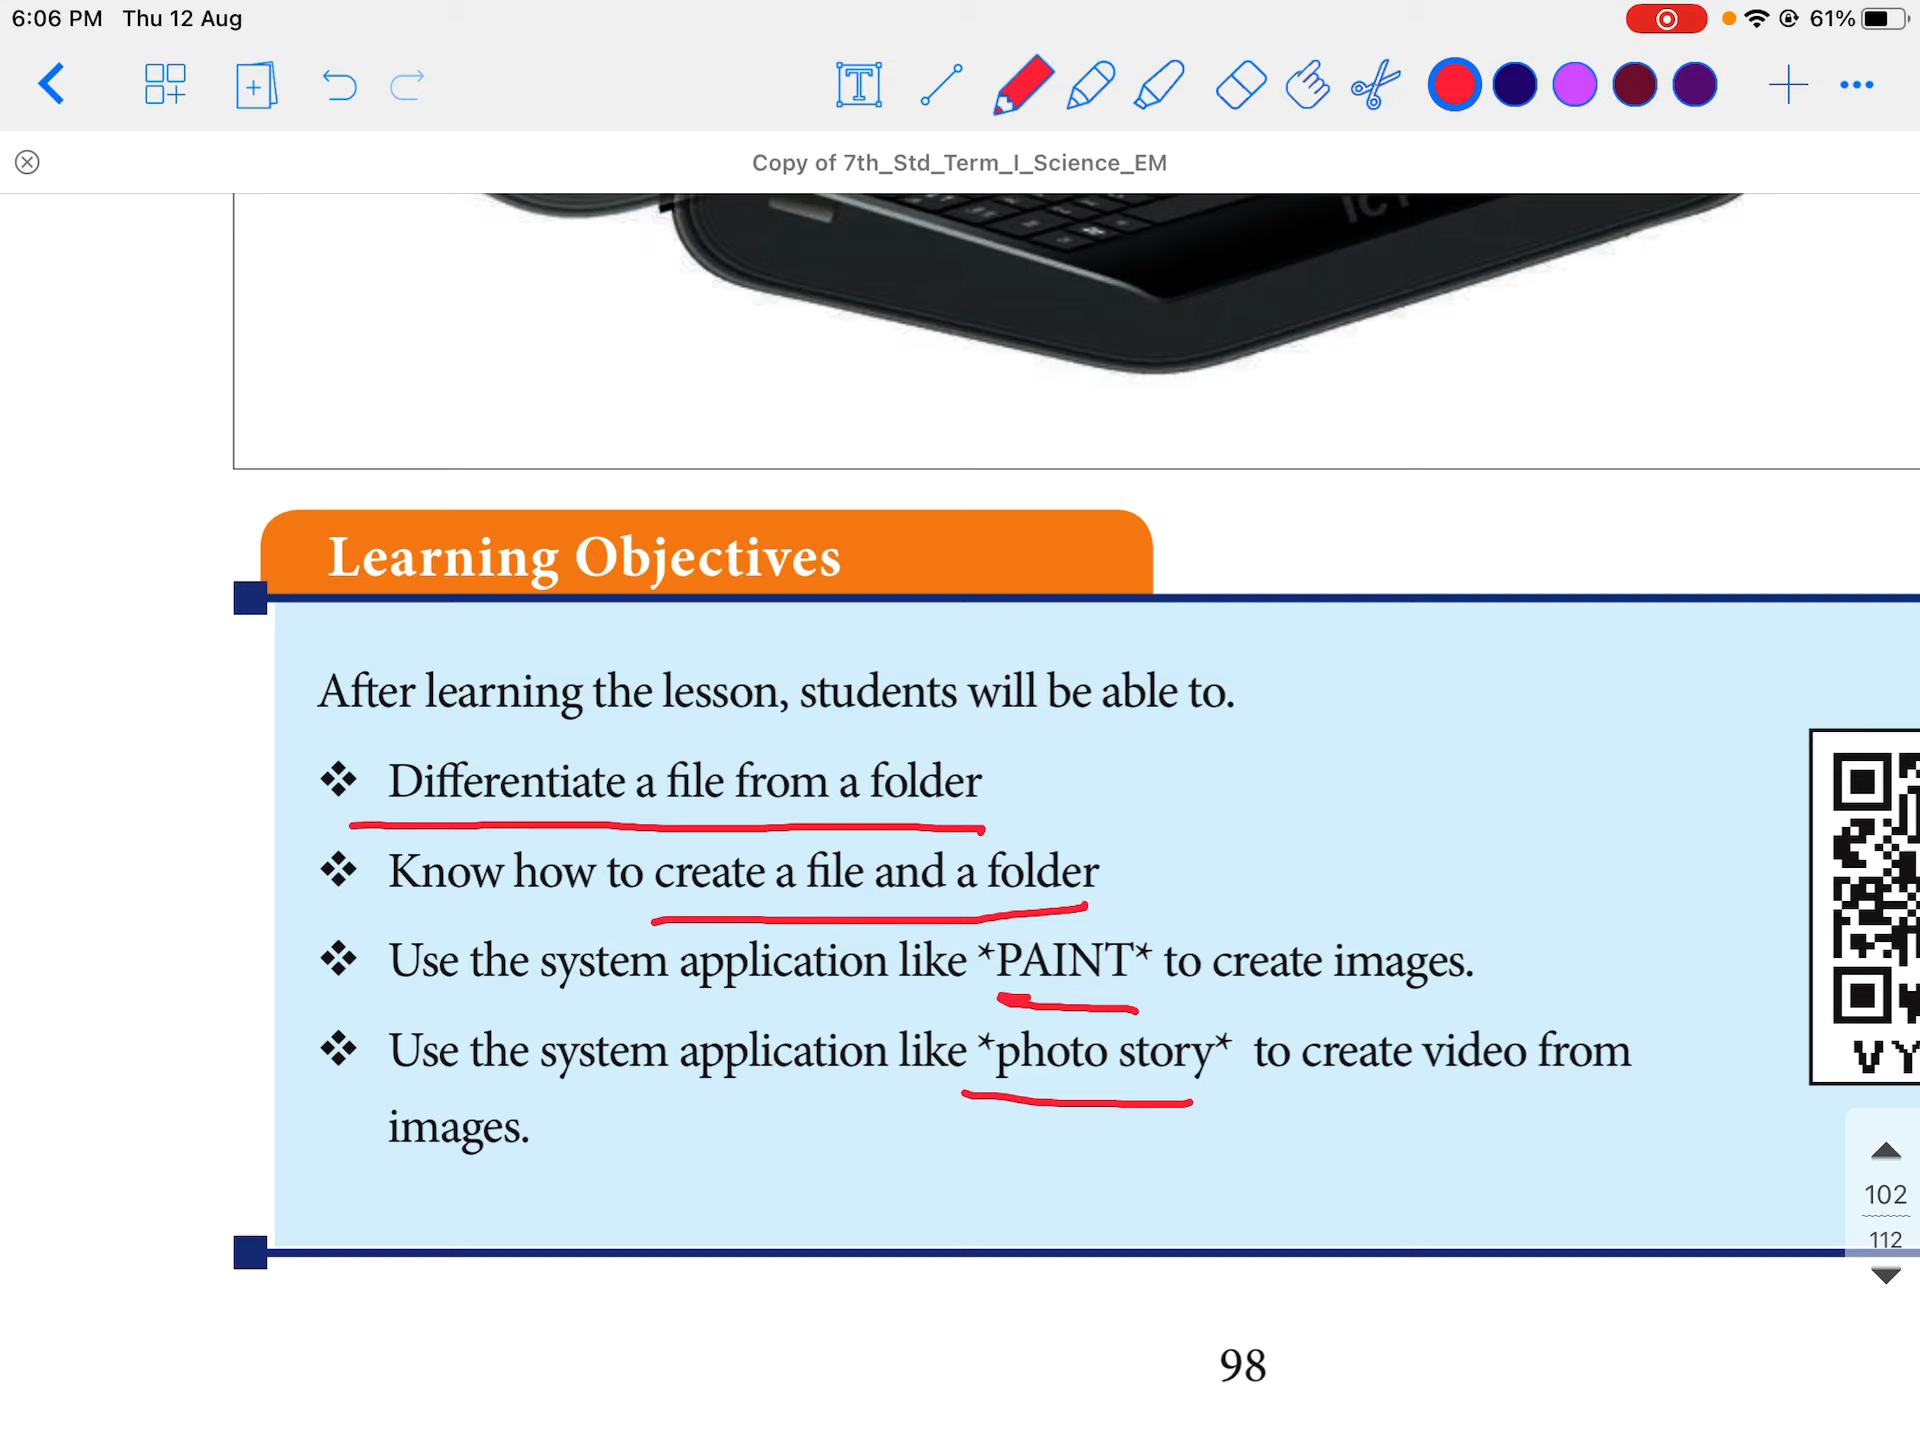 6:06 PM Thu 12 Aug
61%
Copy of 7th_Std_Term_I_Science_EM
ICT
Learning Objectives
After learning the lesson, students will be able to.
❖ Differentiate a file from a folder
❖ Know how to create a file and a folder
❖ Use the system application like *PAINT* to create images.
❖ Use the system application like *photo story* to create video from
images.
VY
102
112
98